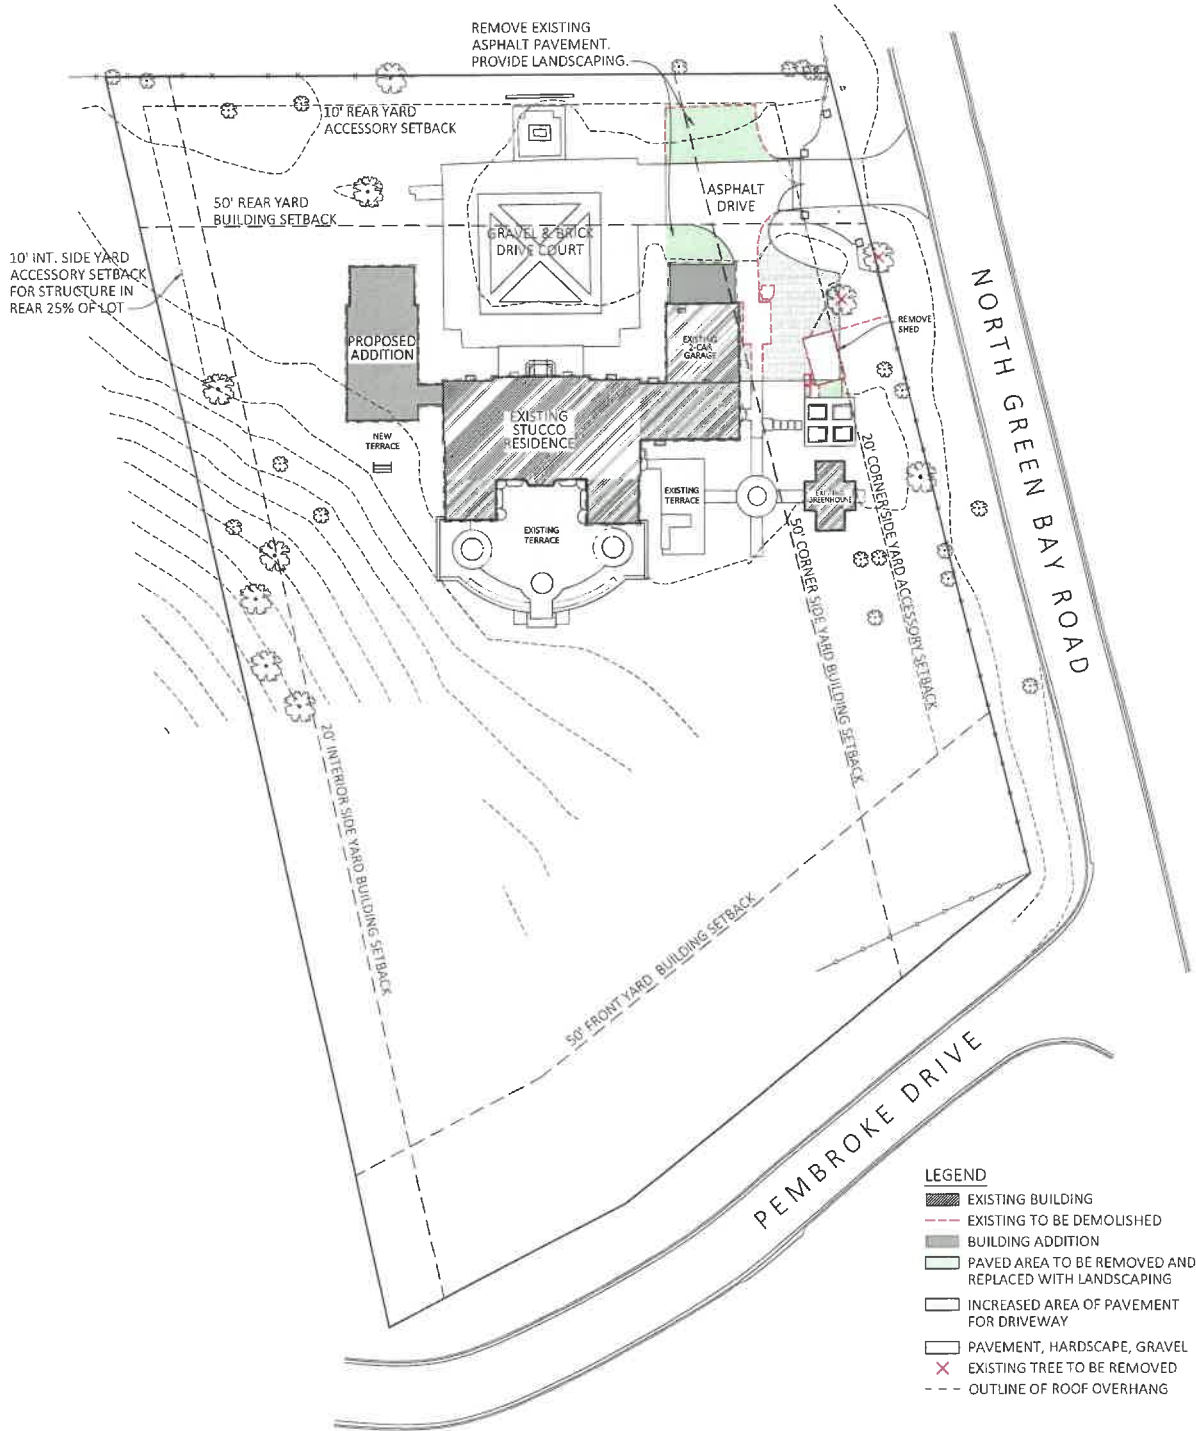 REMOVE EXISTING
ASPHALT PAVEMENT.
PROVIDE LANDSCAPING.
10' REAR YARD
ACCESSORY SETBACK
50' REAR YARD
BUILDING SETBACK
10' INT. SIDE YARD
ACCESSORY SETBACK
FOR STRUCTURE IN
REAR 25% OF LOT
ASPHALT
DRIVE
GRAVEL & BRICK
DRIVE COURT
PROPOSED
ADDITION
EXISTING
2-CAR
GARAGE
REMOVE
SHED
EXISTING
STUCCO
RESIDENCE
NEW
TERRACE
EXISTING
TERRACE
EXISTING
TERRACE
EXISTING
GREENHOUSE
NORTH GREEN BAY ROAD
20' CORNER SIDE YARD ACCESSORY SETBACK
50' CORNER SIDE YARD BUILDING SETBACK
20' INTERIOR SIDE YARD BUILDING SETBACK
50' FRONT YARD BUILDING SETBACK
PEMBROKE DRIVE
LEGEND
EXISTING BUILDING
EXISTING TO BE DEMOLISHED
BUILDING ADDITION
PAVED AREA TO BE REMOVED AND
REPLACED WITH LANDSCAPING
INCREASED AREA OF PAVEMENT
FOR DRIVEWAY
PAVEMENT, HARDSCAPE, GRAVEL
EXISTING TREE TO BE REMOVED
OUTLINE OF ROOF OVERHANG